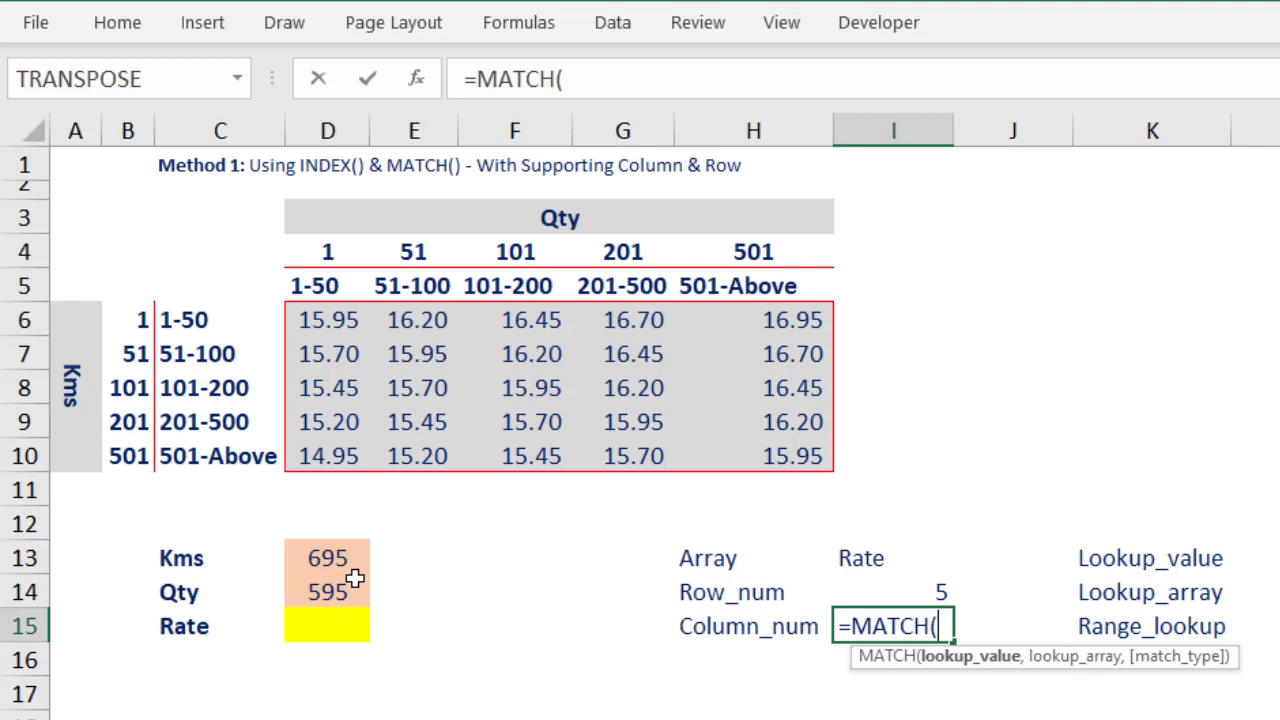 File Home Insert Draw Page Layout Formulas Data Review View Developer
TRANSPOSE fx =MATCH(
A B C D E F G H I J K
1 Method 1: Using INDEX() & MATCH() - With Supporting Column & Row
2
3 Qty
4 1 51 101 201 501
5 1-50 51-100 101-200 201-500 501-Above
Kms
6 1 1-50 15.95 16.20 16.45 16.70 16.95
7 51 51-100 15.70 15.95 16.20 16.45 16.70
8 101 101-200 15.45 15.70 15.95 16.20 16.45
9 201 201-500 15.20 15.45 15.70 15.95 16.20
10 501 501-Above 14.95 15.20 15.45 15.70 15.95
11
12
13 Kms 695 Array Rate Lookup_value
14 Qty 595 Row_num 5 Lookup_array
15 Rate Column_num =MATCH( Range_lookup
16 MATCH(lookup_value, lookup_array, [match_type])
17